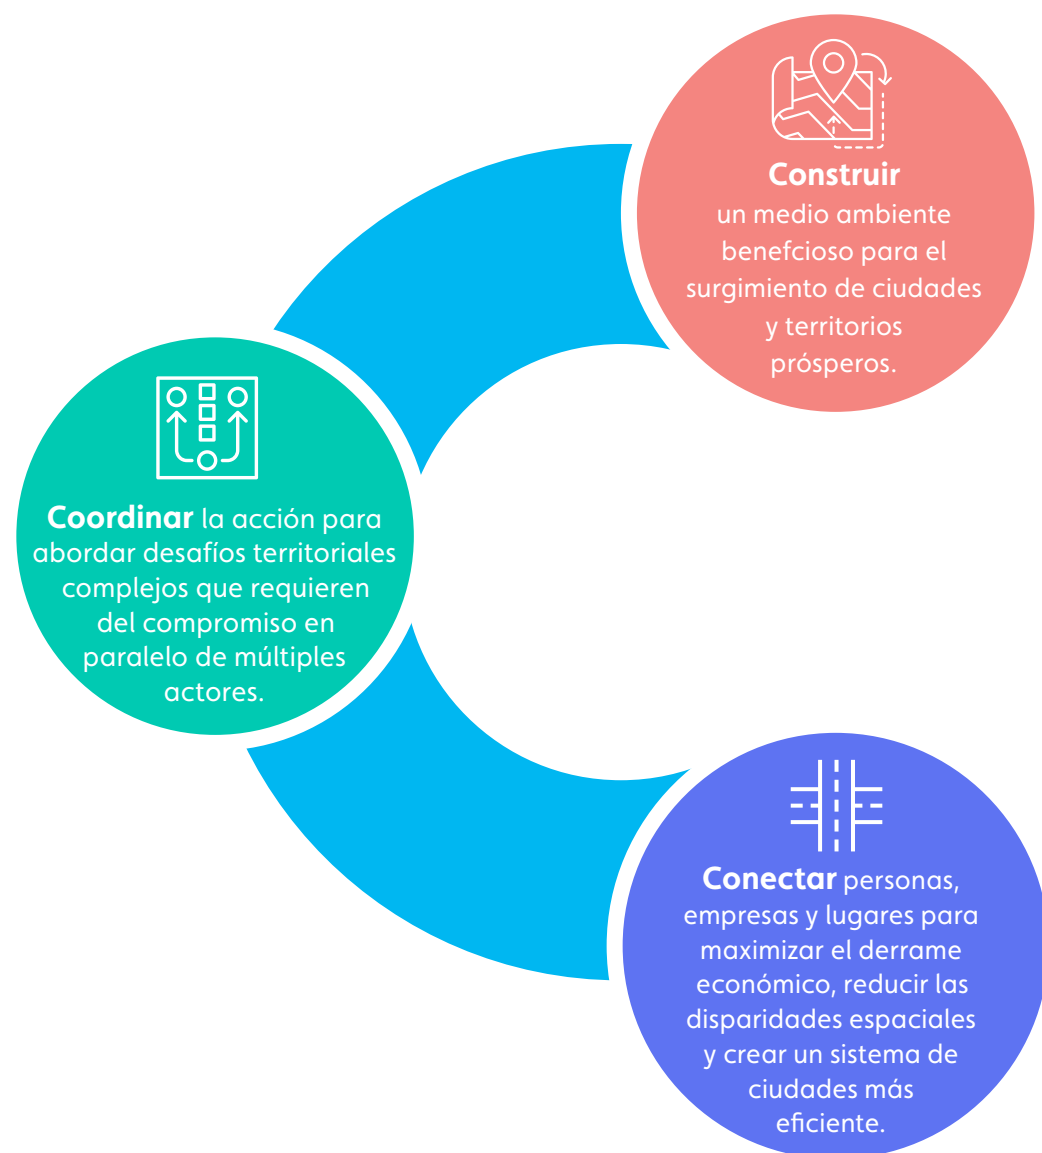 Construir
un medio ambiente
benefcioso para el
surgimiento de ciudades
y territorios
prósperos.
Coordinar la acción para
abordar desafíos territoriales
complejos que requieren
del compromiso en
paralelo de múltiples
actores.
Conectar personas,
empresas y lugares para
maximizar el derrame
económico, reducir las
disparidades espaciales
y crear un sistema de
ciudades más
eficiente.